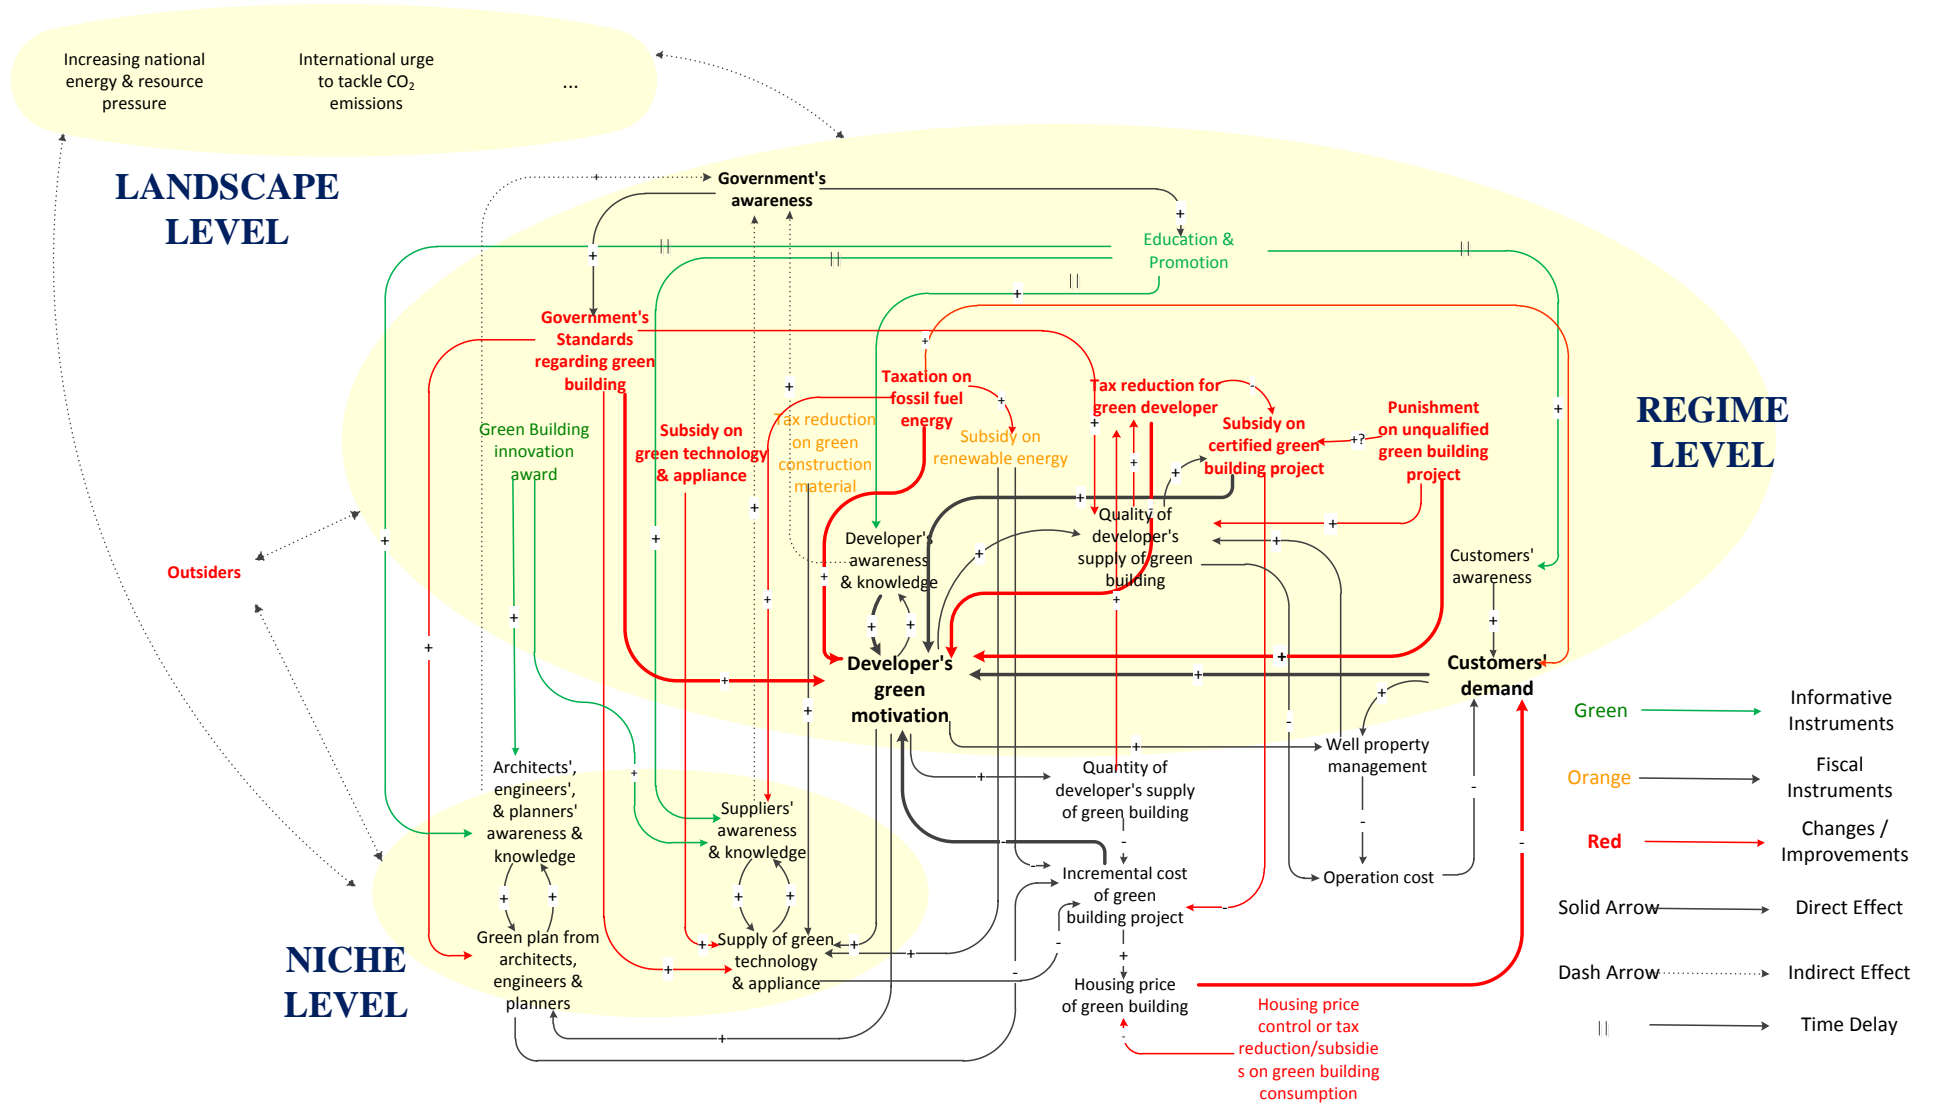 Increasing national
energy & resource
pressure
International urge
to tackle CO₂
emissions
...
LANDSCAPE
LEVEL
Government's
awareness
Education &
Promotion
Government's
Standards
regarding green
building
Taxation on
fossil fuel
energy
Tax reduction for
green developer
Subsidy on
certified green
building project
Punishment
on unqualified
green building
project
REGIME
LEVEL
Green Building
innovation
award
Subsidy on
green technology
& appliance
Tax reduction
on green
construction
material
Subsidy on
renewable energy
Developer's
awareness
& knowledge
Quality of
developer's
supply of green
building
Customers'
awareness
Outsiders
Developer's
green
motivation
Customers'
demand
Well property
management
Architects',
engineers',
& planners'
awareness &
knowledge
Suppliers'
awareness
& knowledge
Quantity of
developer's supply
of green building
Incremental cost
of green
building project
Operation cost
NICHE
LEVEL
Green plan from
architects,
engineers &
planners
Supply of green
technology
& appliance
Housing price
of green building
Housing price
control or tax
reduction/subsidie
s on green building
consumption
Green
Informative
Instruments
Orange
Fiscal
Instruments
Red
Changes /
Improvements
Solid Arrow
Direct Effect
Dash Arrow
Indirect Effect
||
Time Delay